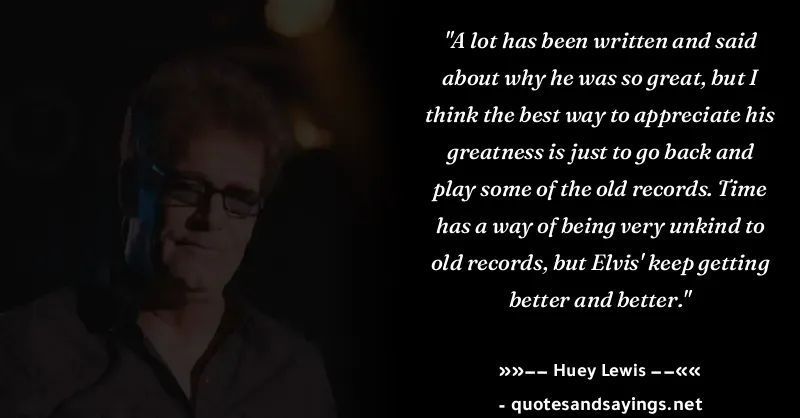 "A lot has been written and said
about why he was so great, but I
think the best way to appreciate his
greatness is just to go back and
play some of the old records. Time
has a way of being very unkind to
old records, but Elvis' keep getting
better and better."
»»−− Huey Lewis −−««
- quotesandsayings.net